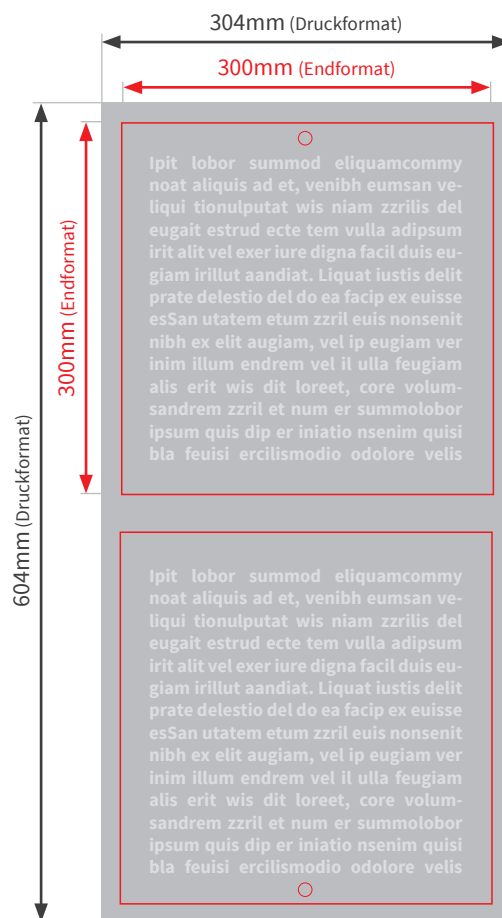 304mm (Druckformat)
300mm (Endformat)
300mm (Endformat)
604mm (Druckformat)
Ipit lobor summod eliquamcommy
noat aliquis ad et, venibh eumsan ve-
liqui tionulputat wis niam zzrilis del
eugait estrud ecte tem vulla adipsum
irit alit vel exer iure digna facil duis eu-
giam irillut aandiat. Liquat iustis delit
prate delestio del do ea facip ex euisse
esSan utatem etum zzril euis nonsenit
nibh ex elit augiam, vel ip eugiam ver
inim illum endrem vel il ulla feugiam
alis erit wis dit loreet, core volum-
sandrem zzril et num er summolobor
ipsum quis dip er iniatio nsenim quisi
bla feuisi ercilismodio odolore velis
Ipit lobor summod eliquamcommy
noat aliquis ad et, venibh eumsan ve-
liqui tionulputat wis niam zzrilis del
eugait estrud ecte tem vulla adipsum
irit alit vel exer iure digna facil duis eu-
giam irillut aandiat. Liquat iustis delit
prate delestio del do ea facip ex euisse
esSan utatem etum zzril euis nonsenit
nibh ex elit augiam, vel ip eugiam ver
inim illum endrem vel il ulla feugiam
alis erit wis dit loreet, core volum-
sandrem zzril et num er summolobor
ipsum quis dip er iniatio nsenim quisi
bla feuisi ercilismodio odolore velis